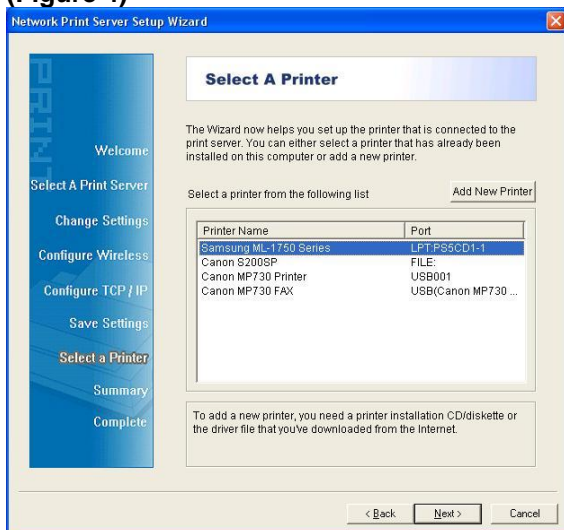 Network Print Server Setup Wizard
PRINT
Welcome
Select A Print Server
Change Settings
Configure Wireless
Configure TCP / IP
Save Settings
Select a Printer
Summary
Complete
Select A Printer
The Wizard now helps you set up the printer that is connected to the
print server. You can either select a printer that has already been
installed on this computer or add a new printer.
Select a printer from the following list
Add New Printer
Printer Name Port
Samsung ML-1750 Series LPT:PS5CD1-1
Canon S200SP FILE:
Canon MP730 Printer USB001
Canon MP730 FAX USB(Canon MP730 ...
To add a new printer, you need a printer installation CD/diskette or
the driver file that you've downloaded from the Internet.
< Back Next > Cancel